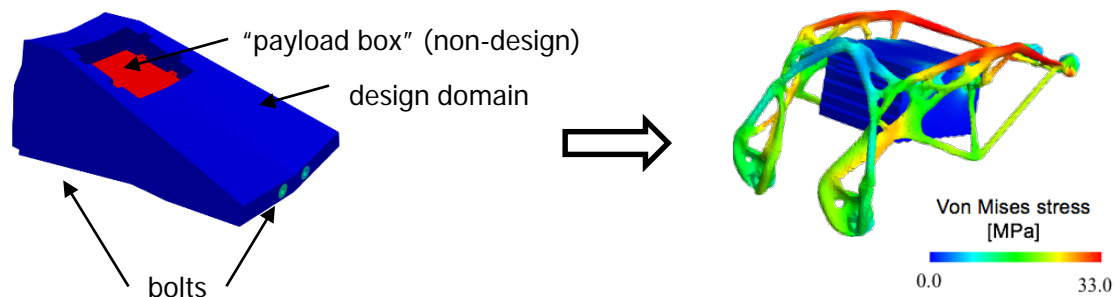 “payload box” (non-design)
design domain
bolts
Von Mises stress
[MPa]
0.0
33.0